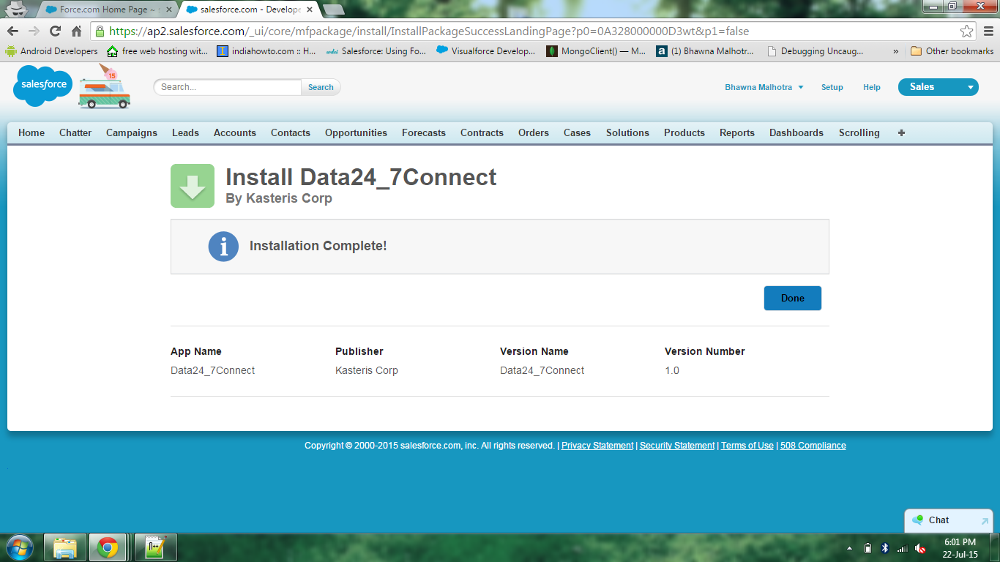 Force.com Home Page ~
salesforce.com - Develope
https://ap2.salesforce.com/_ui/core/mfpackage/install/InstallPackageSuccessLandingPage?p0=0A328000000D3wt&p1=false
Android Developers free web hosting wit... indiahowto.com :: H... Salesforce: Using Fo... Visualforce Develop... MongoClient() — M... a (1) Bhawna Malhotr... Debugging Uncaug... » Other bookmarks
salesforce 15 Search... Search Bhawna Malhotra Setup Help Sales
Home Chatter Campaigns Leads Accounts Contacts Opportunities Forecasts Contracts Orders Cases Solutions Products Reports Dashboards Scrolling +
Install Data24_7Connect
By Kasteris Corp
i Installation Complete!
Done
App Name Publisher Version Name Version Number
Data24_7Connect Kasteris Corp Data24_7Connect 1.0
Copyright © 2000-2015 salesforce.com, inc. All rights reserved. | Privacy Statement | Security Statement | Terms of Use | 508 Compliance
Chat
6:01 PM
22-Jul-15